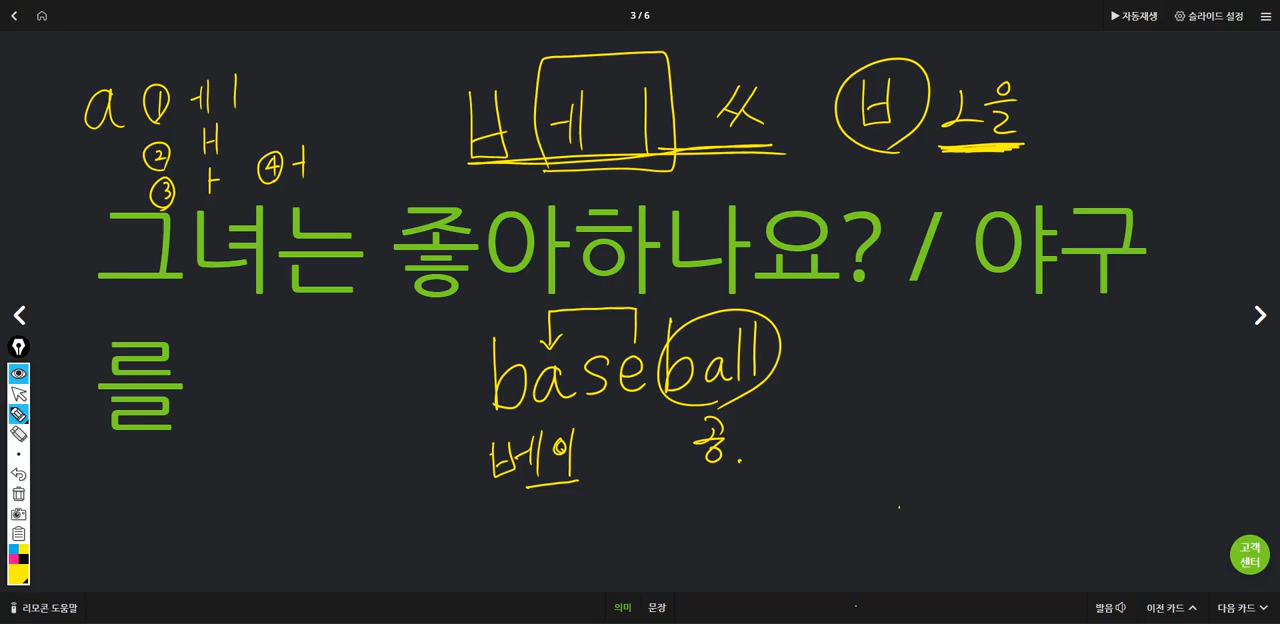 3 / 6
자동재생
슬라이드 설정
a ① ㅔㅣ
② ㅐ
③ ㅏ ④ ㅓ
ㅂ ㅔㅣ ㅆ ㅂ
그녀는 좋아하나요? / 야구
를
baseball
베이 공.
고객
센터
리모콘 도움말
의미
문장
발음
이전 카드
다음 카드